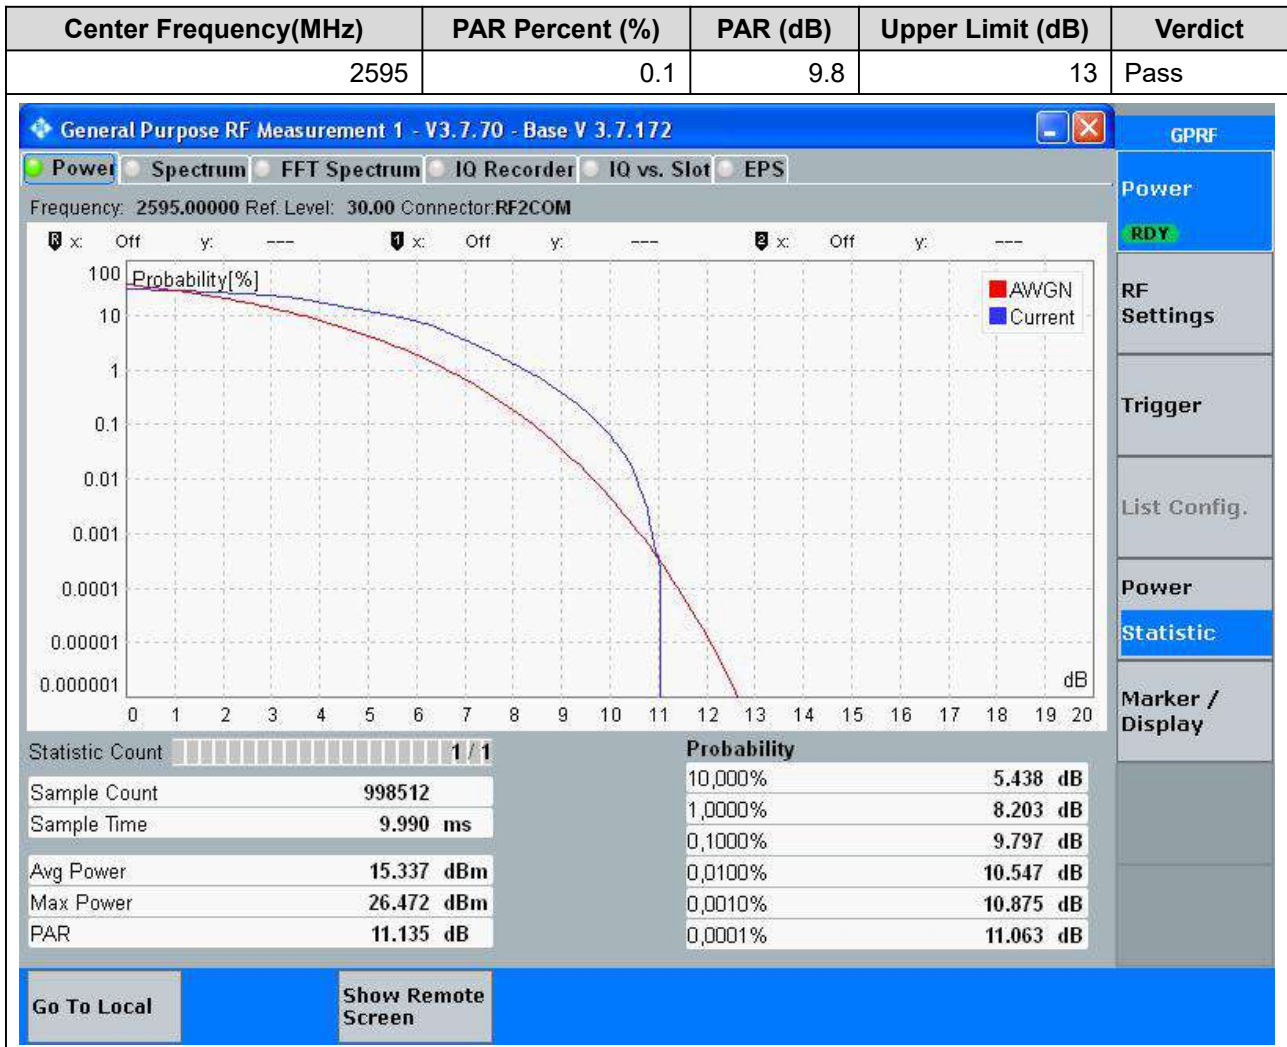 Center Frequency(MHz) PAR Percent (%) PAR (dB) Upper Limit (dB) Verdict
2595 0.1 9.8 13 Pass
General Purpose RF Measurement 1 - V3.7.70 - Base V 3.7.172
GPRF
Power Spectrum FFT Spectrum IQ Recorder IQ vs. Slot EPS
Power
RDY
Frequency: 2595.00000 Ref. Level: 30.00 Connector:RF2COM
R x: Off y: --- 1 x: Off y: --- 2 x: Off y: ---
Probability[%]
100
10
1
0.1
0.01
0.001
0.0001
0.00001
0.000001
AWGN
Current
dB
0 1 2 3 4 5 6 7 8 9 10 11 12 13 14 15 16 17 18 19 20
RF
Settings
Trigger
List Config.
Power
Statistic
Marker /
Display
Statistic Count 1 / 1
Sample Count 998512
Sample Time 9.990 ms
Avg Power 15.337 dBm
Max Power 26.472 dBm
PAR 11.135 dB
Probability
10,000% 5.438 dB
1,0000% 8.203 dB
0,1000% 9.797 dB
0,0100% 10.547 dB
0,0010% 10.875 dB
0,0001% 11.063 dB
Go To Local
Show Remote
Screen